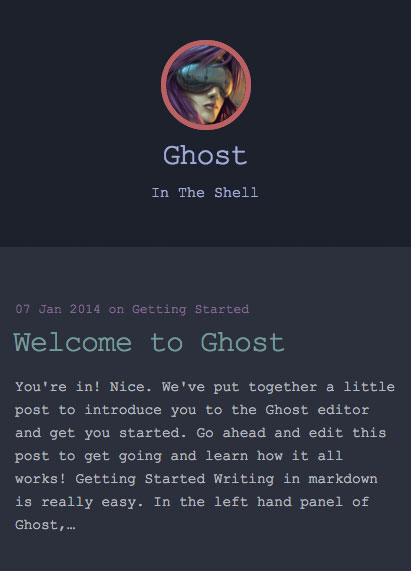 Ghost
In The Shell
07 Jan 2014 on Getting Started
Welcome to Ghost
You're in! Nice. We've put together a little
post to introduce you to the Ghost editor
and get you started. Go ahead and edit this
post to get going and learn how it all
works! Getting Started Writing in markdown
is really easy. In the left hand panel of
Ghost,…